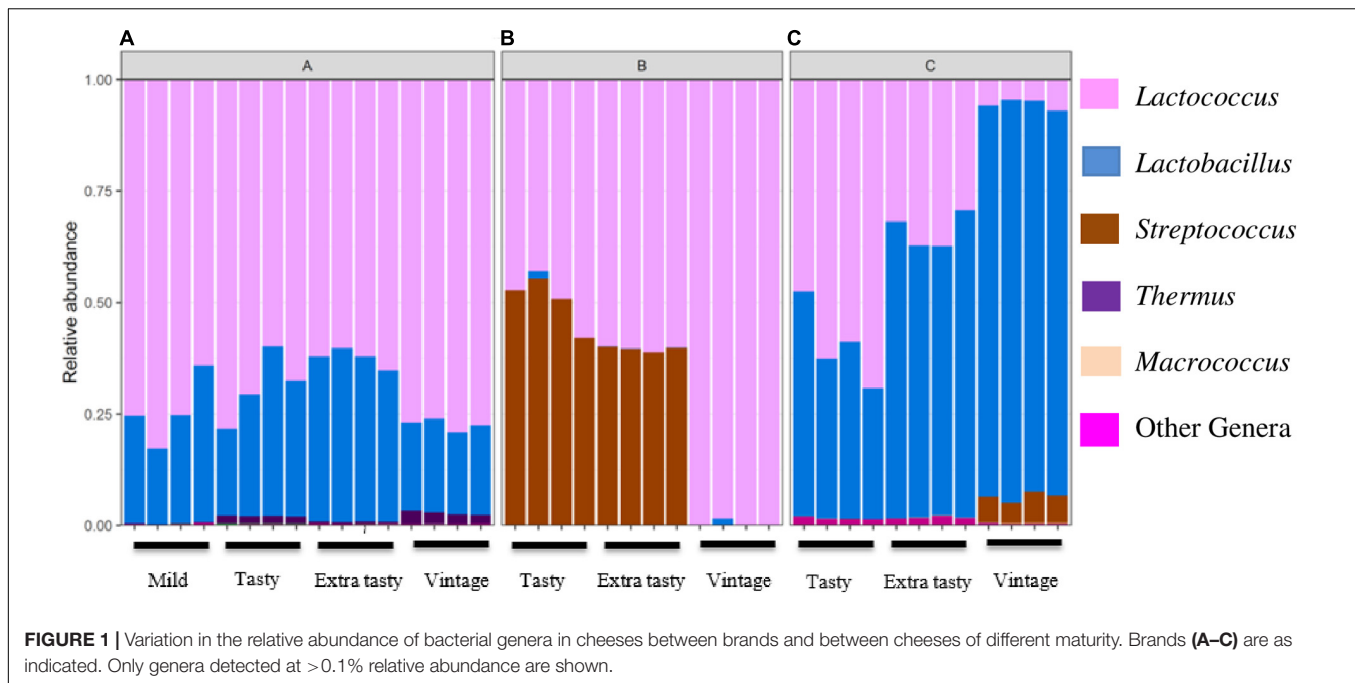 A B C
A B C
1.00
0.75
0.50
0.25
0.00
Relative abundance
Mild Tasty Extra tasty Vintage
Tasty Extra tasty Vintage
Tasty Extra tasty Vintage
Lactococcus
Lactobacillus
Streptococcus
Thermus
Macrococcus
Other Genera
FIGURE 1 | Variation in the relative abundance of bacterial genera in cheeses between brands and between cheeses of different maturity. Brands (A–C) are as
indicated. Only genera detected at >0.1% relative abundance are shown.